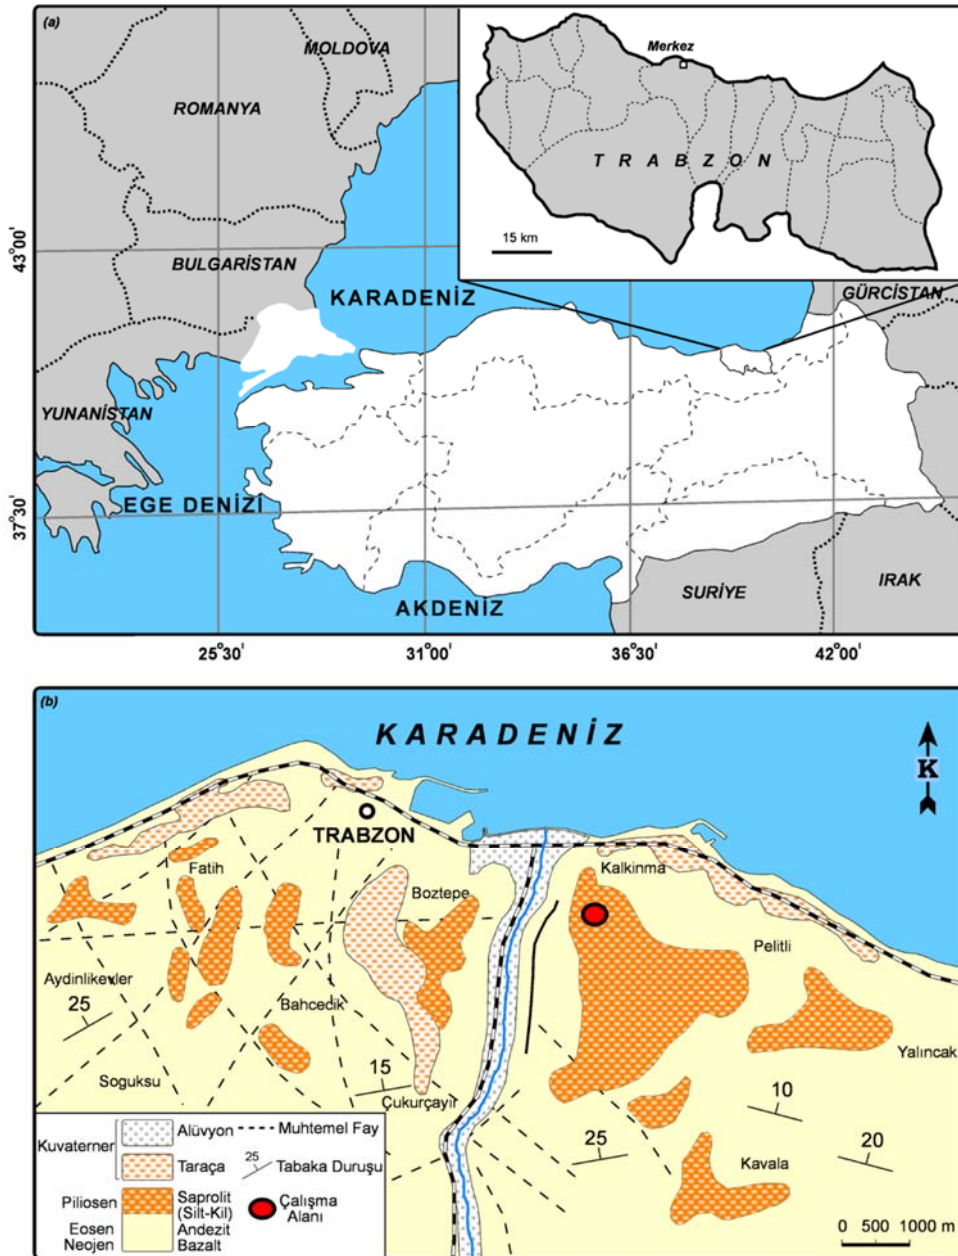 (a)
MOLDOVA
ROMANYA
BULGARİSTAN
KARADENİZ
GÜRCİSTAN
YUNANİSTAN
EGE DENİZİ
AKDENİZ
SURİYE
IRAK
Merkez
TRABZON
15 km
43°00'
37°30'
25°30'
31°00'
36°30'
42°00'
(b)
KARADENİZ
K
TRABZON
Fatih
Boztepe
Kalkinma
Pelitli
Aydinlikevler
25
Bahcecik
Soguksu
15
Çukurçayir
Yalıncak
10
25
20
Kavala
Kuvaterner
Alüvyon
Muhtemel Fay
Taraça
25
Tabaka Duruşu
Piliosen
Saprolit
(Silt-Kil)
Çalışma
Alanı
Eosen
Neojen
Andezit
Bazalt
0 500 1000 m